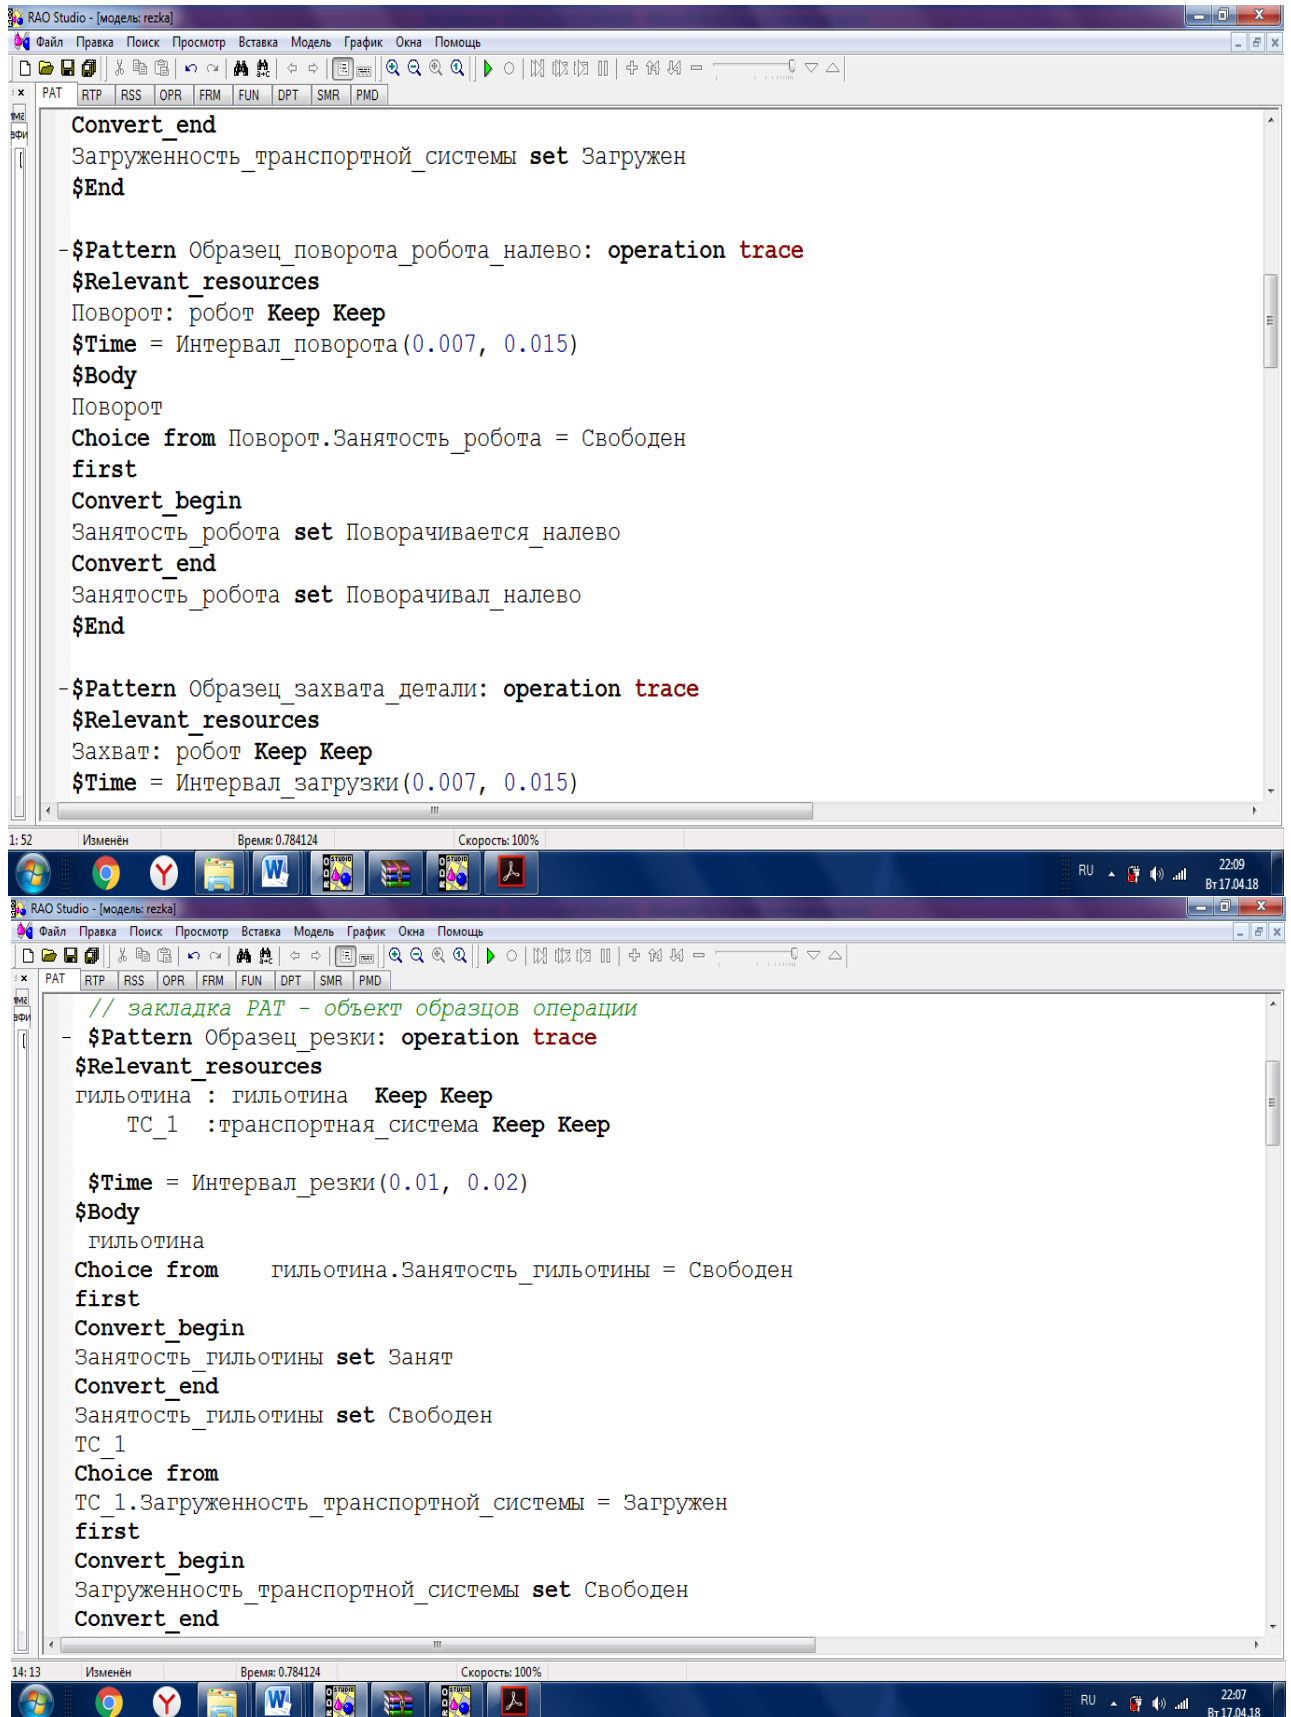 RAO Studio - [модель: rezka]
Файл Правка Поиск Просмотр Вставка Модель График Окна Помощь
PAT RTP RSS OPR FRM FUN DPT SMR PMD
Convert_end
Загруженность_транспортной_системы set Загружен
$End
$Pattern Образец_поворота_робота_налево: operation trace
$Relevant_resources
Поворот: робот Keep Keep
$Time = Интервал_поворота(0.007, 0.015)
$Body
Поворот
Choice from Поворот.Занятость_робота = Свободен
first
Convert_begin
Занятость_робота set Поворачивается_налево
Convert_end
Занятость_робота set Поворачивал_налево
$End
$Pattern Образец_захвата_детали: operation trace
$Relevant_resources
Захват: робот Keep Keep
$Time = Интервал_загрузки(0.007, 0.015)
1: 52 Изменён Время: 0.784124 Скорость: 100%
RU 22:09
Вт 17.04.18
RAO Studio - [модель: rezka]
Файл Правка Поиск Просмотр Вставка Модель График Окна Помощь
PAT RTP RSS OPR FRM FUN DPT SMR PMD
// закладка PAT - объект образцов операции
$Pattern Образец_резки: operation trace
$Relevant_resources
гильотина : гильотина Keep Keep
ТС_1 :транспортная_система Keep Keep
$Time = Интервал_резки(0.01, 0.02)
$Body
гильотина
Choice from гильотина.Занятость_гильотины = Свободен
first
Convert_begin
Занятость_гильотины set Занят
Convert_end
Занятость_гильотины set Свободен
ТС_1
Choice from
ТС_1.Загруженность_транспортной_системы = Загружен
first
Convert_begin
Загруженность_транспортной_системы set Свободен
Convert_end
14: 13 Изменён Время: 0.784124 Скорость: 100%
RU 22:07
Вт 17.04.18